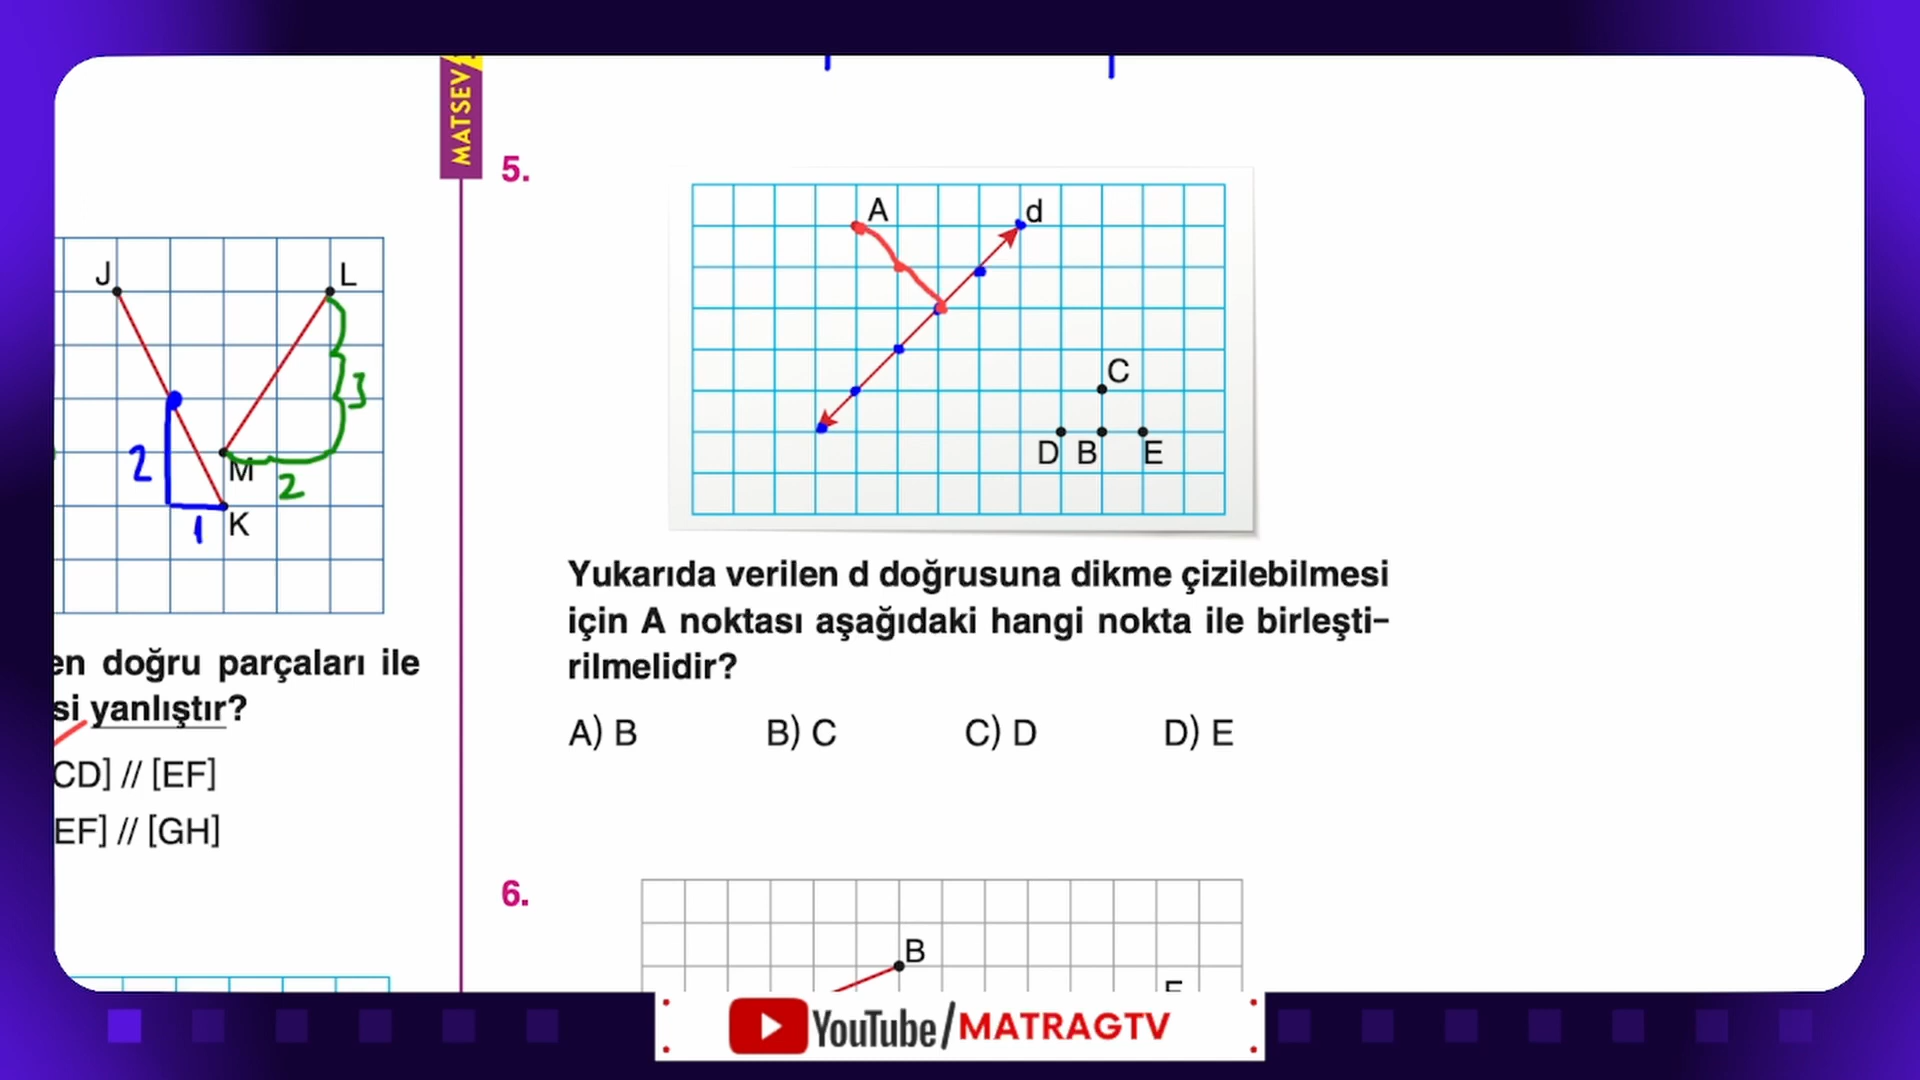 MATSEV
J
L
2
1
M
2
3
K
en doğru parçaları ile
si yanlıştır?
CD] // [EF]
EF] // [GH]
5.
A
d
C
D B E
Yukarıda verilen d doğrusuna dikme çizilebilmesi
için A noktası aşağıdaki hangi nokta ile birleşti-
rilmelidir?
A) B B) C C) D D) E
6.
B
YouTube/MATRAGTV